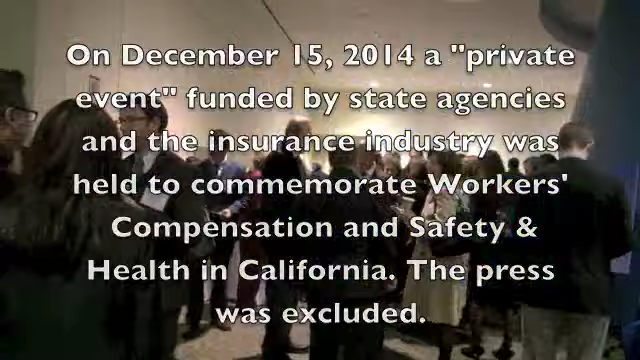 On December 15, 2014 a "private
event" funded by state agencies
and the insurance industry was
held to commemorate Workers'
Compensation and Safety &
Health in California. The press
was excluded.